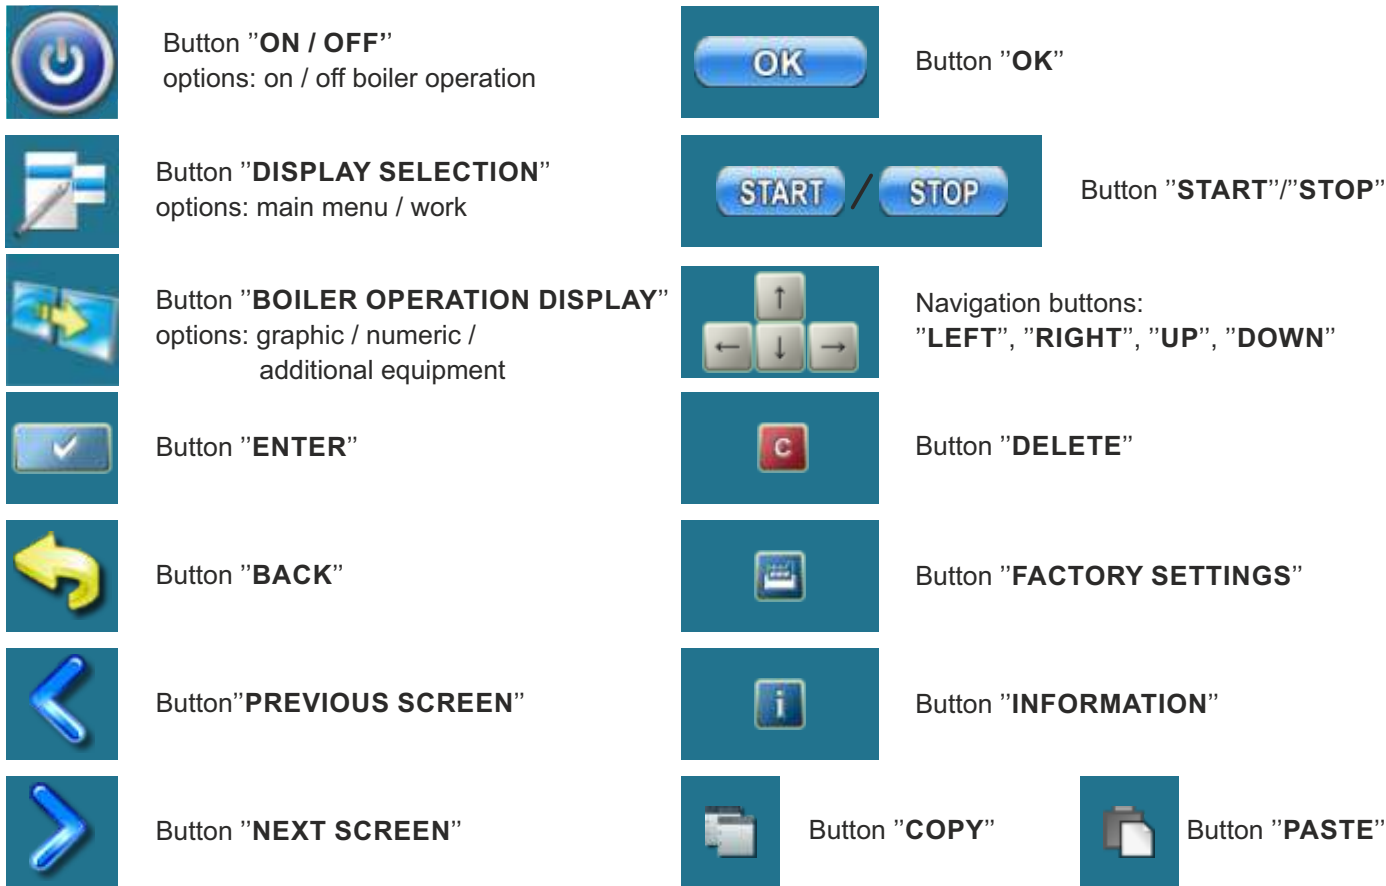 Button ’’ON / OFF’’
options: on / off boiler operation
Button ’’DISPLAY SELECTION’’
options: main menu / work
Button ’’BOILER OPERATION DISPLAY’’
options: graphic / numeric /
additional equipment
Button ’’ENTER’’
Button ’’BACK’’
Button’’PREVIOUS SCREEN’’
Button ’’NEXT SCREEN’’
OK
Button ’’OK’’
START / STOP
Button ’’START’’/’’STOP’’
↑
← ↓ →
Navigation buttons:
’’LEFT’’, ’’RIGHT’’, ’’UP’’, ’’DOWN’’
C
Button ’’DELETE’’
Button ’’FACTORY SETTINGS’’
i
Button ’’INFORMATION’’
Button ’’COPY’’
Button ’’PASTE’’